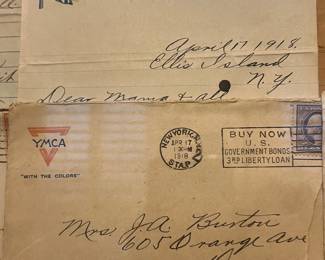 April 17 1918.
Ellis Island
N.Y.
Dear Mama & all
YMCA
"WITH THE COLORS"
NEW YORK, N.Y.
APR 17
1918
STA. P
BUY NOW
U.S.
GOVERNMENT BONDS
3RD LIBERTY LOAN
Mrs J.A. Burton
605 Orange ave